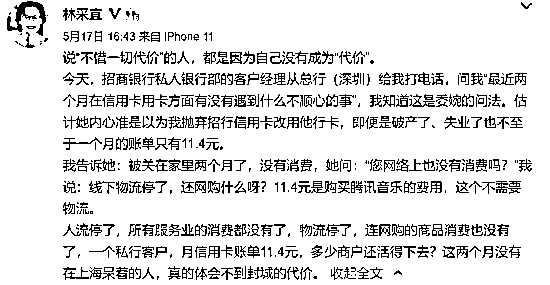 林采宜
5月17日 16:43 来自 iPhone 11
说“不惜一切代价”的人，都是因为自己没有成为“代价”。
今天，招商银行私人银行部的客户经理从总行（深圳）给我打电话，问我“最近两
个月在信用卡用卡方面有没有遇到什么不顺心的事”，我知道这是委婉的问法。估
计她内心准是以为我抛弃招行信用卡改用他行卡，即便是破产了、失业了也不至
于一个月的账单只有11.4元。
我告诉她：被关在家里两个月了，没有消费，她问：“您网络上也没有消费吗？”我
说：线下物流停了，还网购什么呀？11.4元是购买腾讯音乐的费用，这个不需要
物流。
人流停了，所有服务业的消费都没有了，物流停了，连网购的商品消费也没有
了，一个私行客户，月信用卡账单11.4元，多少商户还活得下去？这两个月没有
在上海呆着的人，真的体会不到封城的代价。 收起全文